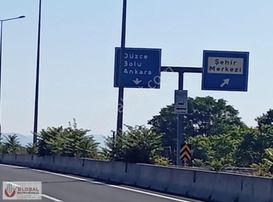 Düzce
Bolu
Ankara
Şehir
Merkezi
GLOBAL